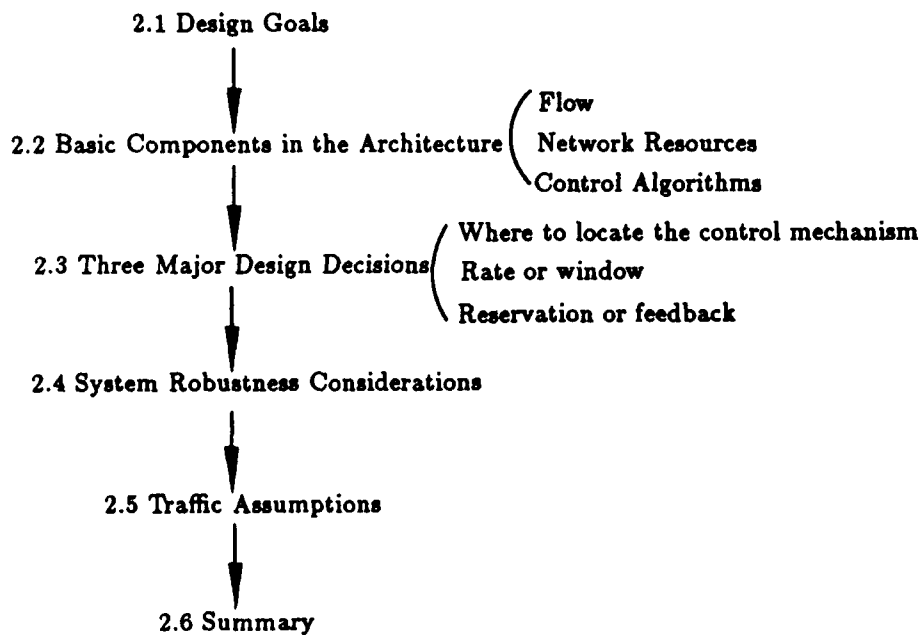 2.1 Design Goals
Flow
2.2 Basic Components in the Architecture
Network Resources
Control Algorithms
Where to locate the control mechanism
2.3 Three Major Design Decisions
Rate or window
Reservation or feedback
2.4 System Robustness Considerations
2.5 Traffic Assumptions
2.6 Summary